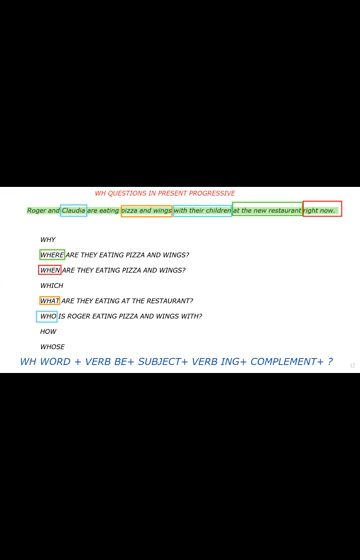 WH QUESTIONS IN PRESENT PROGRESSIVE
Roger and Claudia are eating pizza and wings with their children at the new restaurant right now.
WHY
WHERE ARE THEY EATING PIZZA AND WINGS?
WHEN ARE THEY EATING PIZZA AND WINGS?
WHICH
WHAT ARE THEY EATING AT THE RESTAURANT?
WHO IS ROGER EATING PIZZA AND WINGS WITH?
HOW
WHOSE
WH WORD + VERB BE+ SUBJECT+ VERB ING+ COMPLEMENT+ ?